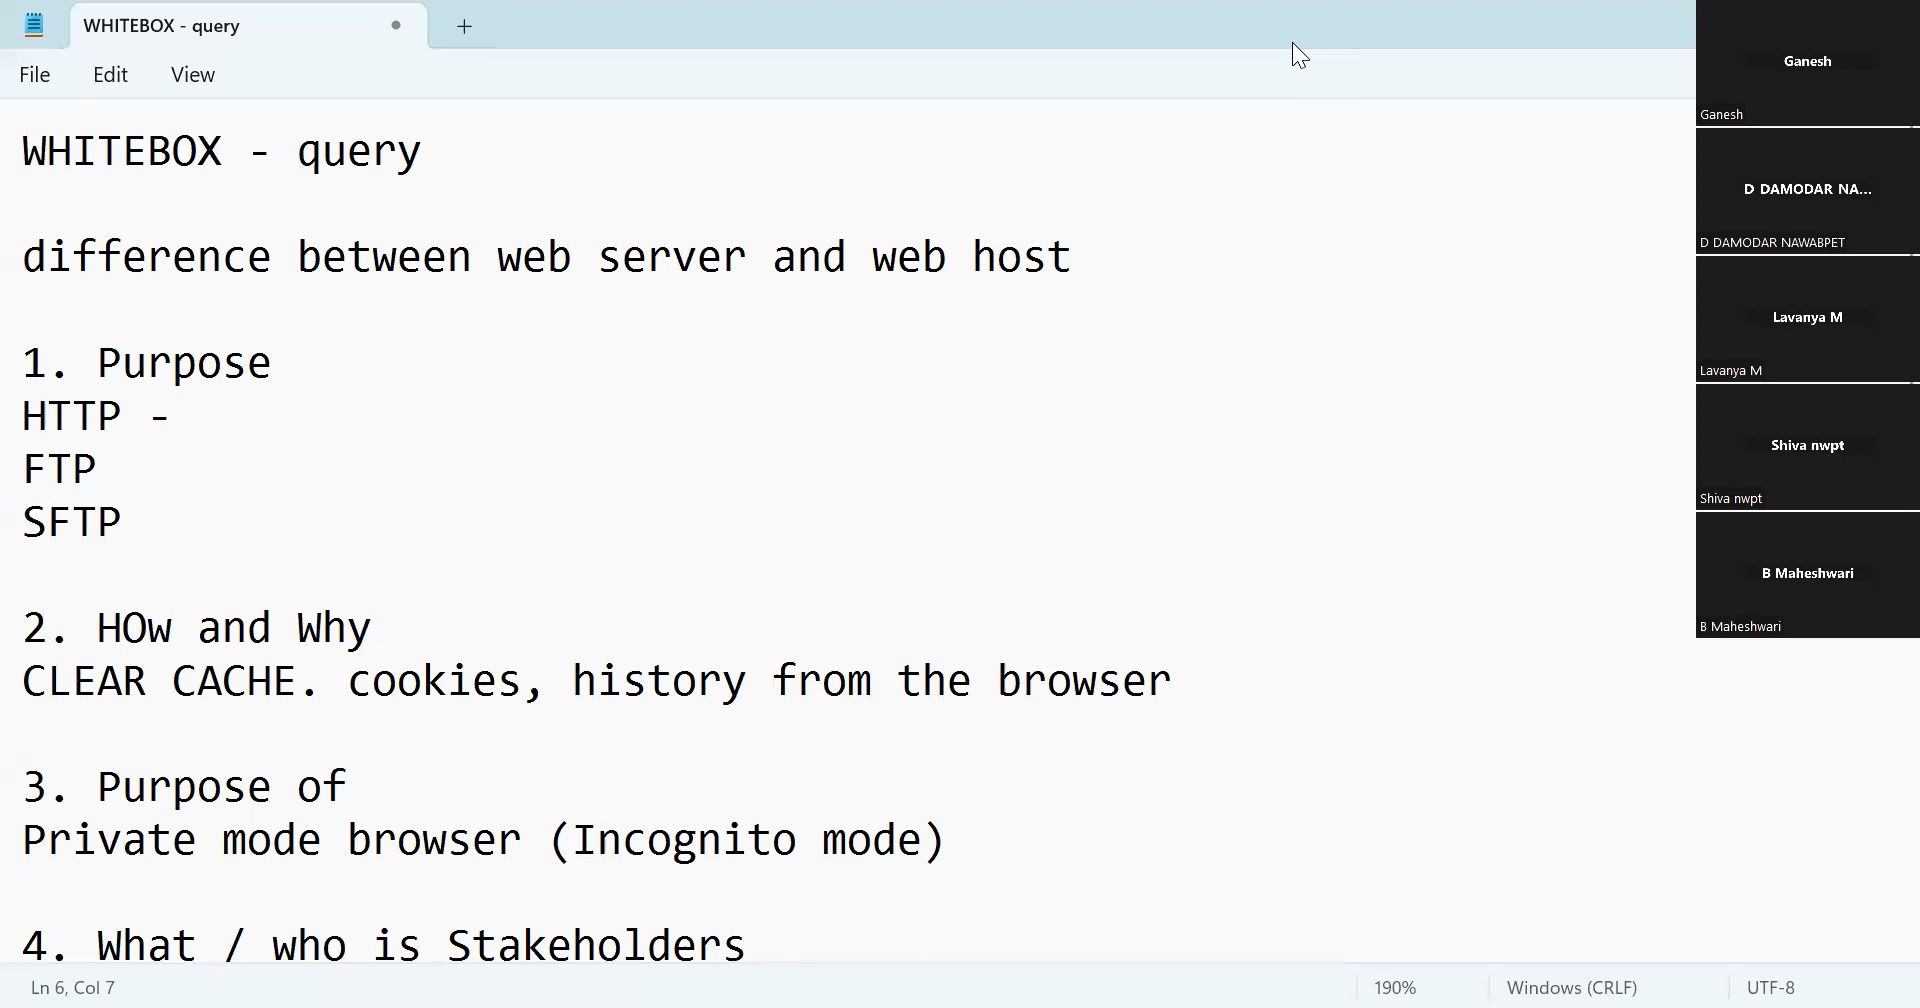 WHITEBOX - query
File Edit View
WHITEBOX - query
difference between web server and web host
1. Purpose
HTTP -
FTP
SFTP
2. HOw and Why
CLEAR CACHE. cookies, history from the browser
3. Purpose of
Private mode browser (Incognito mode)
4. What / who is Stakeholders
Ln 6, Col 7
190%
Windows (CRLF)
UTF-8
Ganesh
Ganesh
D DAMODAR NA...
D DAMODAR NAWABPET
Lavanya M
Lavanya M
Shiva nwpt
Shiva nwpt
B Maheshwari
B Maheshwari